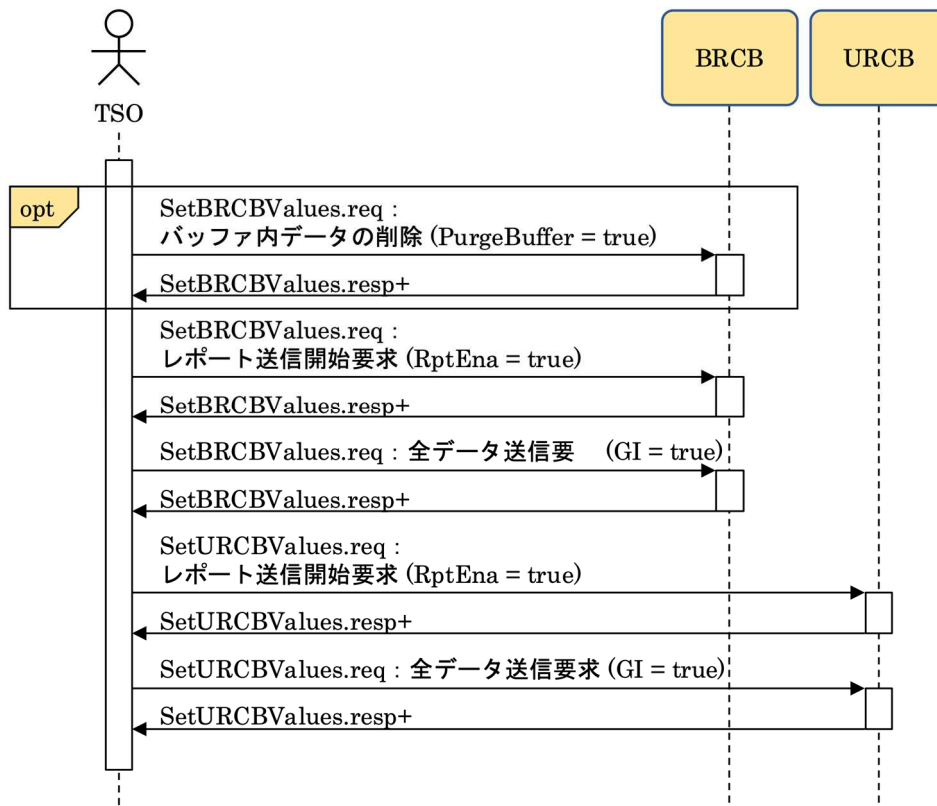 BRCB
URCB
TSO
opt
SetBRCBValues.req :
バッファ内データの削除 (PurgeBuffer = true)
SetBRCBValues.resp+
SetBRCBValues.req :
レポート送信開始要求 (RptEna = true)
SetBRCBValues.resp+
SetBRCBValues.req : 全データ送信要 (GI = true)
SetBRCBValues.resp+
SetURCBValues.req :
レポート送信開始要求 (RptEna = true)
SetURCBValues.resp+
SetURCBValues.req : 全データ送信要求 (GI = true)
SetURCBValues.resp+